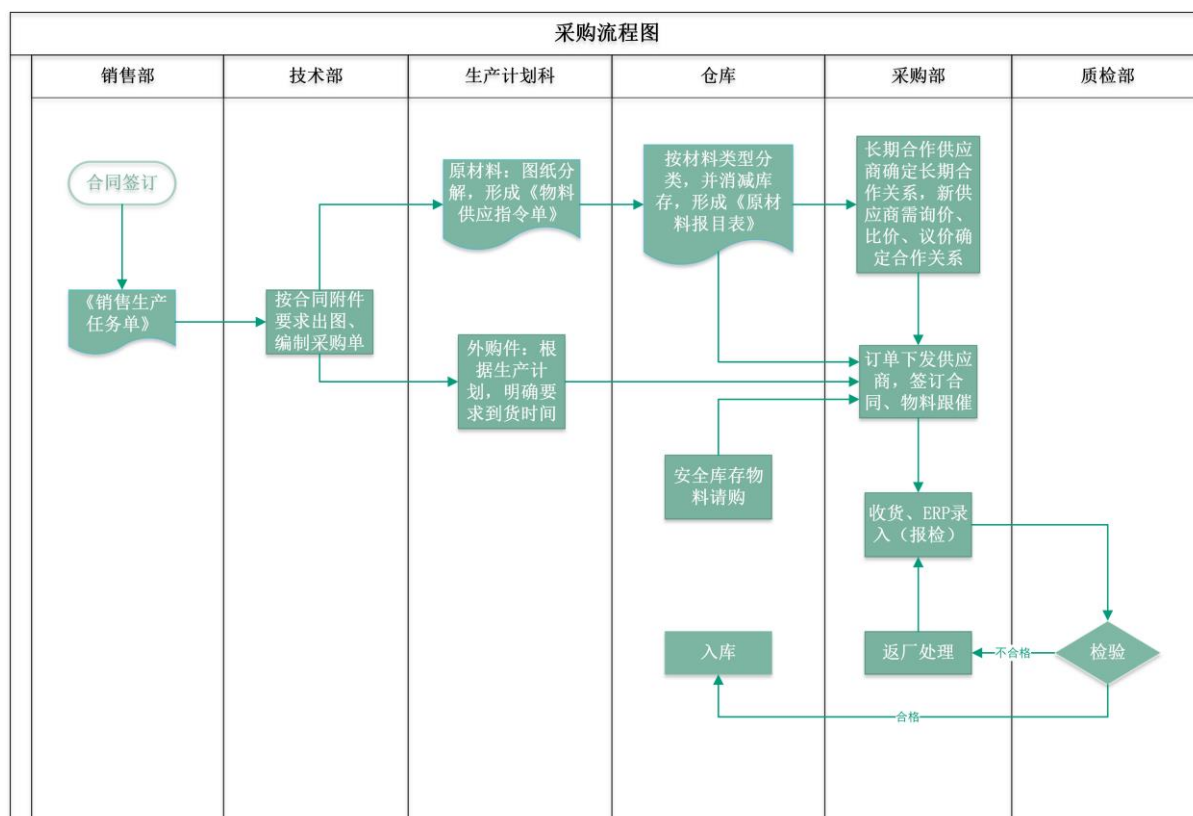 采购流程图
销售部
技术部
生产计划科
仓库
采购部
质检部
合同签订
《销售生产
任务单》
按合同附件
要求出图、
编制采购单
原材料：图纸分
解，形成《物料
供应指令单》
外购件：根
据生产计
划，明确要
求到货时间
按材料类型分
类，并消减库
存，形成《原材
料报目表》
安全库存物
料请购
入库
长期合作供应
商确定长期合
作关系，新供
应商需询价、
比价、议价确
定合作关系
订单下发供应
商，签订合
同、物料跟催
收货、ERP录
入（报检）
返厂处理
不合格
检验
合格